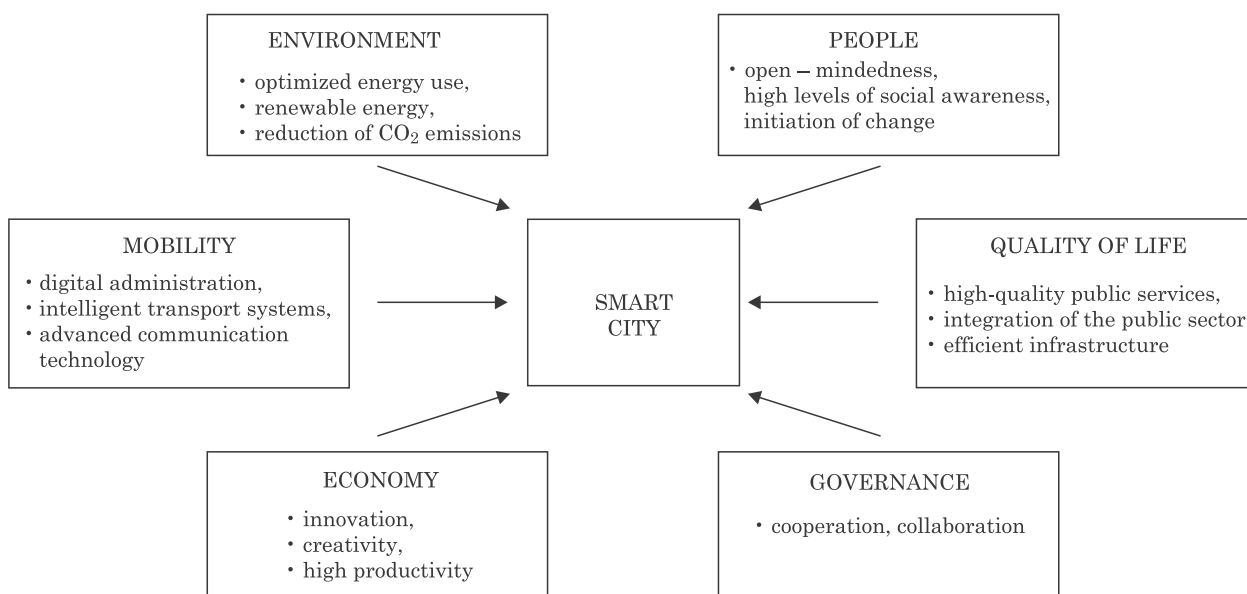 ENVIRONMENT
• optimized energy use,
• renewable energy,
• reduction of CO₂ emissions
PEOPLE
• open – mindedness,
high levels of social awareness,
initiation of change
MOBILITY
• digital administration,
• intelligent transport systems,
• advanced communication
technology
SMART
CITY
QUALITY OF LIFE
• high-quality public services,
• integration of the public sector
• efficient infrastructure
ECONOMY
• innovation,
• creativity,
• high productivity
GOVERNANCE
• cooperation, collaboration